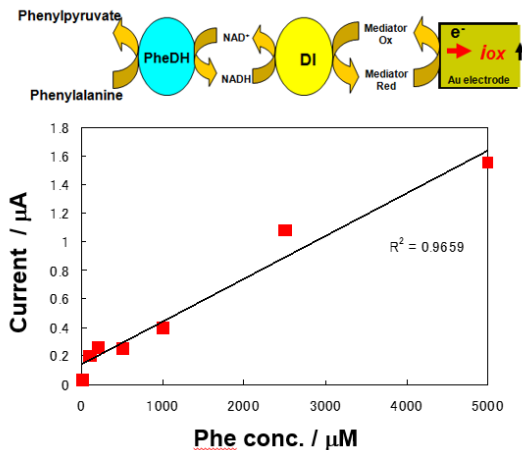 Phenylpyruvate
Phenylalanine
PheDH
NAD⁺
NADH
DI
Mediator
Ox
Mediator
Red
e⁻
iox
Au electrode
Current / μA
1.8
1.6
1.4
1.2
1
0.8
0.6
0.4
0.2
0
R² = 0.9659
0
1000
2000
3000
4000
5000
Phe conc. / μM